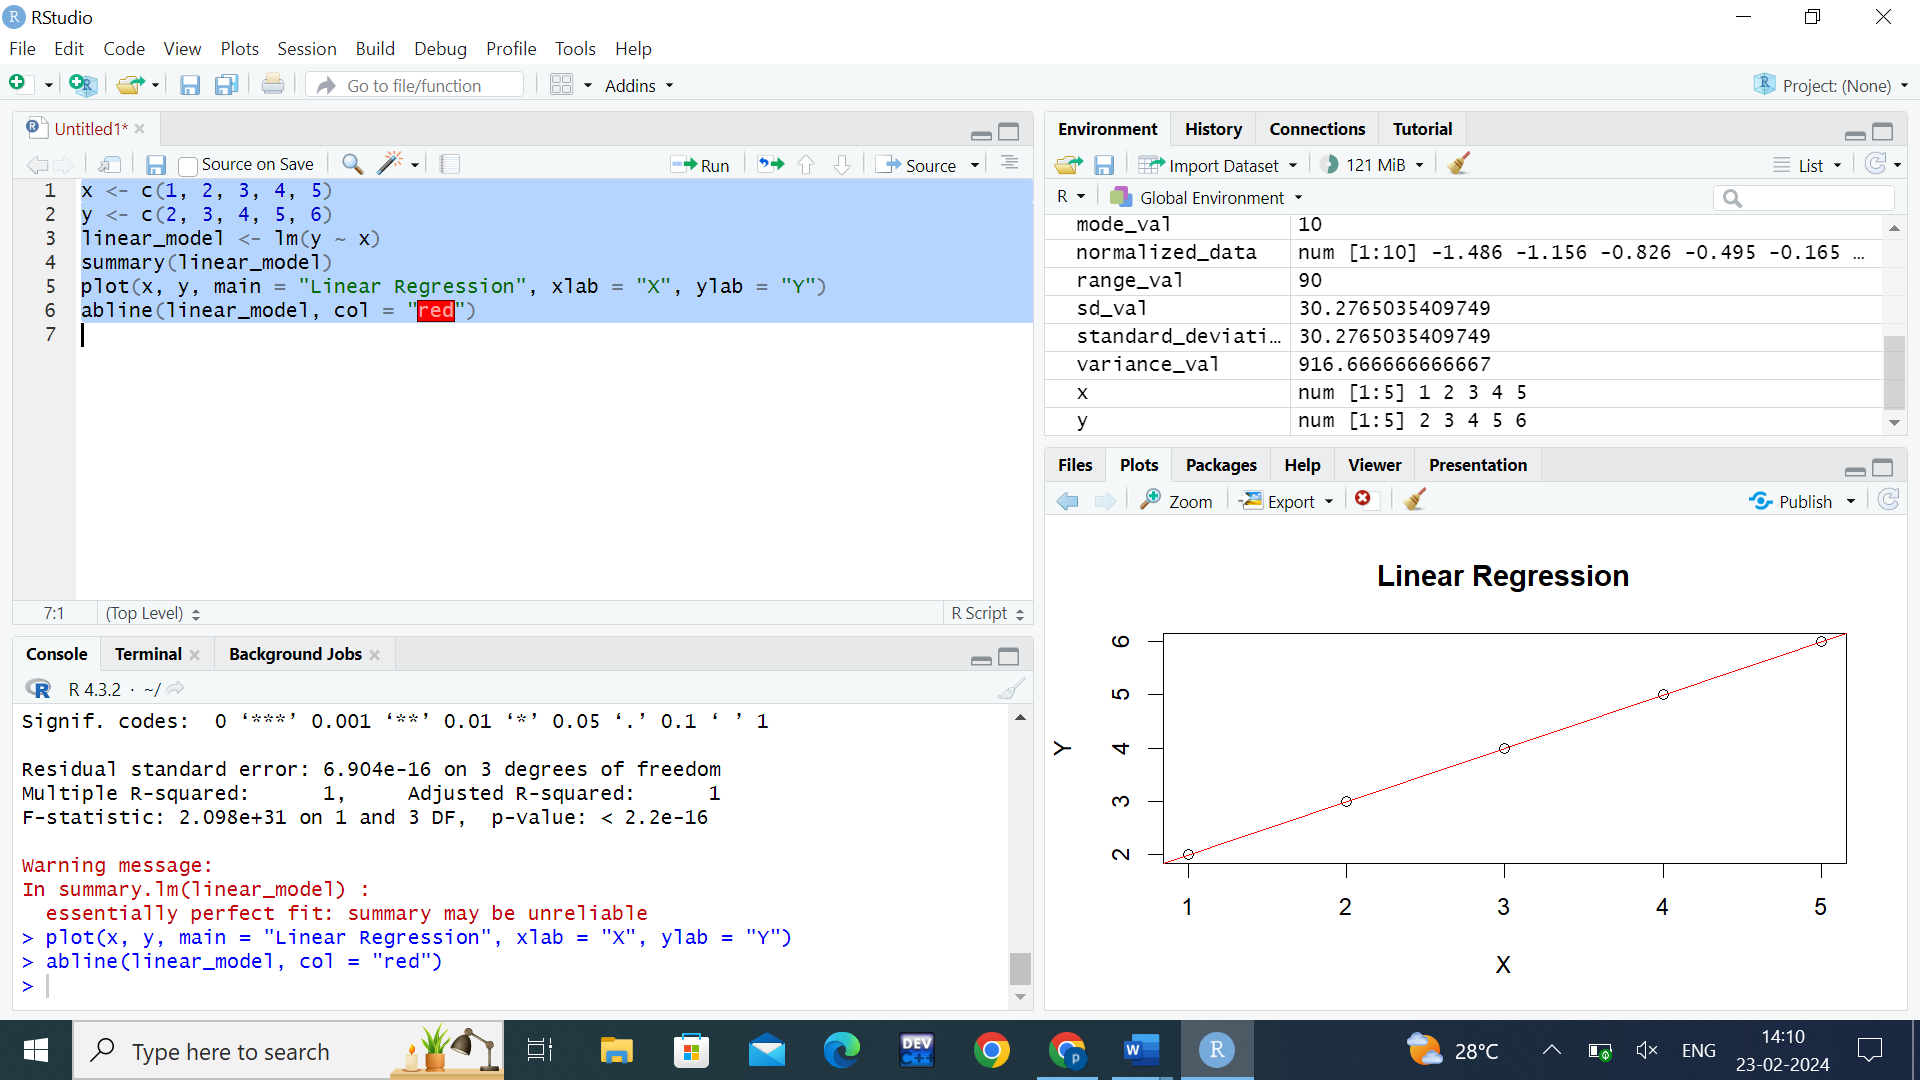 RStudio
File Edit Code View Plots Session Build Debug Profile Tools Help
Go to file/function Addins Project: (None)
Untitled1*
Source on Save Run Source
1 x <- c(1, 2, 3, 4, 5)
2 y <- c(2, 3, 4, 5, 6)
3 linear_model <- lm(y ~ x)
4 summary(linear_model)
5 plot(x, y, main = "Linear Regression", xlab = "X", ylab = "Y")
6 abline(linear_model, col = "red")
7
7:1 (Top Level) R Script
Console Terminal Background Jobs
R 4.3.2 · ~/
Signif. codes:  0 ‘***’ 0.001 ‘**’ 0.01 ‘*’ 0.05 ‘.’ 0.1 ‘ ’ 1
Residual standard error: 6.904e-16 on 3 degrees of freedom
Multiple R-squared:      1,     Adjusted R-squared:      1
F-statistic: 2.098e+31 on 1 and 3 DF,  p-value: < 2.2e-16
Warning message:
In summary.lm(linear_model) :
  essentially perfect fit: summary may be unreliable
> plot(x, y, main = "Linear Regression", xlab = "X", ylab = "Y")
> abline(linear_model, col = "red")
>
Environment History Connections Tutorial
Import Dataset 121 MiB List
R Global Environment
mode_val 10
normalized_data num [1:10] -1.486 -1.156 -0.826 -0.495 -0.165 …
range_val 90
sd_val 30.2765035409749
standard_deviati… 30.2765035409749
variance_val 916.666666666667
x num [1:5] 1 2 3 4 5
y num [1:5] 2 3 4 5 6
Files Plots Packages Help Viewer Presentation
Zoom Export Publish
Linear Regression
6
5
4
3
2
Y
1 2 3 4 5
X
Type here to search
DEV C++
W
R
28°C
ENG
14:10
23-02-2024